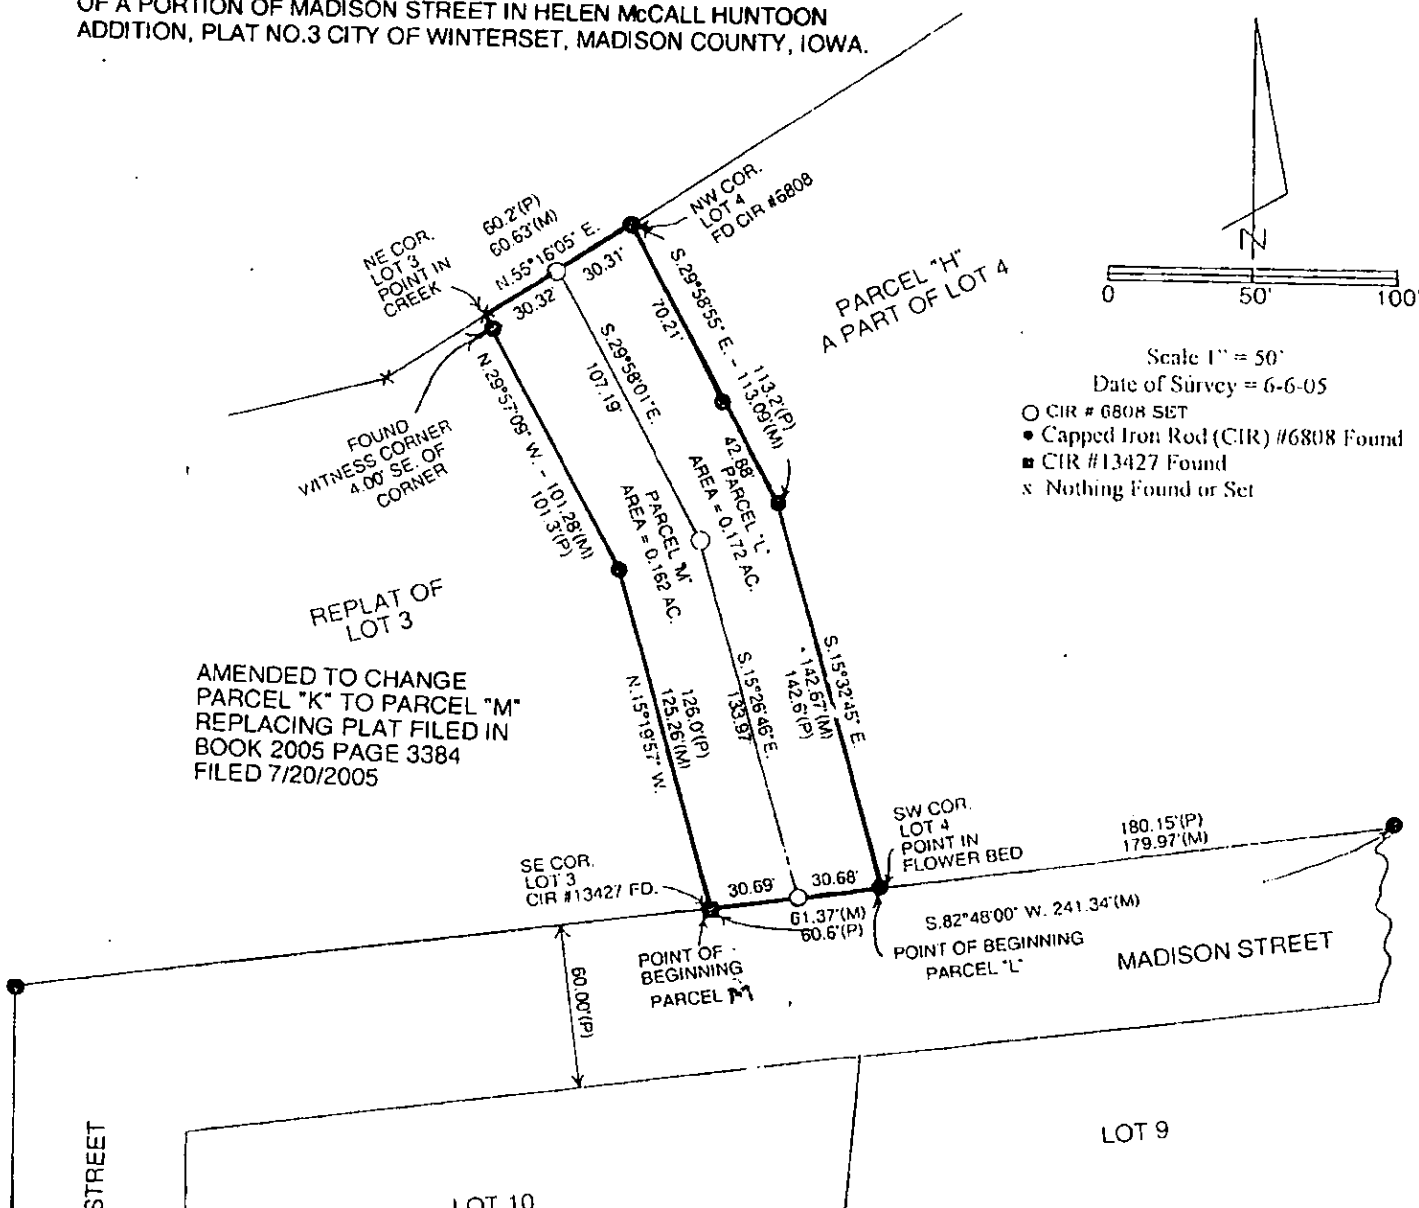 OF A PORTION OF MADISON STREET IN HELEN McCALL HUNTOON
ADDITION, PLAT NO.3 CITY OF WINTERSET, MADISON COUNTY, IOWA.
N
0 50' 100'
Scale 1" = 50'
Date of Survey = 6-6-05
CIR # 6808 SET
Capped Iron Rod (CIR) #6808 Found
CIR #13427 Found
x Nothing Found or Set
NE COR.
LOT 3
POINT IN
CREEK
60.2'(P)
60.63'(M)
N.55°16'05" E.
30.32'
30.31'
NW COR.
LOT 4
FD CIR #6808
PARCEL "H"
A PART OF LOT 4
S.29°58'55" E. - 113.09'(M)
113.2'(P)
70.21'
42.88'
S.29°58'01" E.
107.19'
N.29°57'09" W. - 101.28'(M)
101.3'(P)
FOUND
WITNESS CORNER
4.00' SE. OF
CORNER
PARCEL "L"
AREA = 0.172 AC.
PARCEL "M"
AREA = 0.162 AC.
REPLAT OF
LOT 3
AMENDED TO CHANGE
PARCEL "K" TO PARCEL "M"
REPLACING PLAT FILED IN
BOOK 2005 PAGE 3384
FILED 7/20/2005
S.15°32'45" E.
142.67'(M)
142.6'(P)
S.15°26'46" E.
133.97'
126.0'(P)
125.26'(M)
N.15°19'57" W.
SE COR.
LOT 3
CIR #13427 FD.
30.69'
30.68'
61.37'(M)
60.6'(P)
SW COR.
LOT 4
POINT IN
FLOWER BED
180.15'(P)
179.97'(M)
S.82°48'00" W. 241.34'(M)
POINT OF
BEGINNING
PARCEL M
POINT OF BEGINNING
PARCEL "L"
MADISON STREET
60.00'(P)
LOT 9
STREET
LOT 10